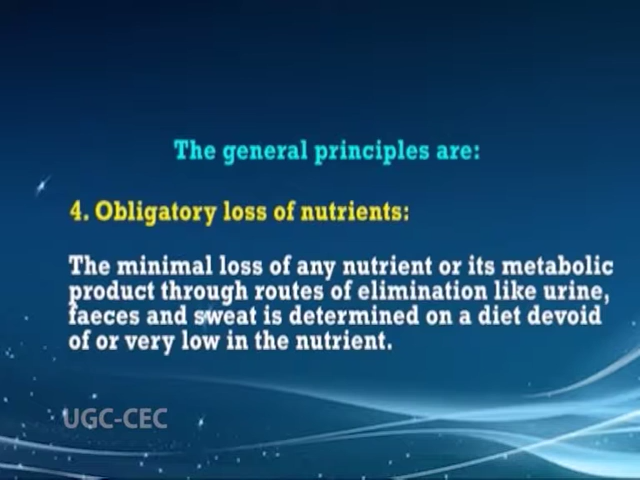 The general principles are:
4. Obligatory loss of nutrients:
The minimal loss of any nutrient or its metabolic
product through routes of elimination like urine,
faeces and sweat is determined on a diet devoid
of or very low in the nutrient.
UGC-CEC